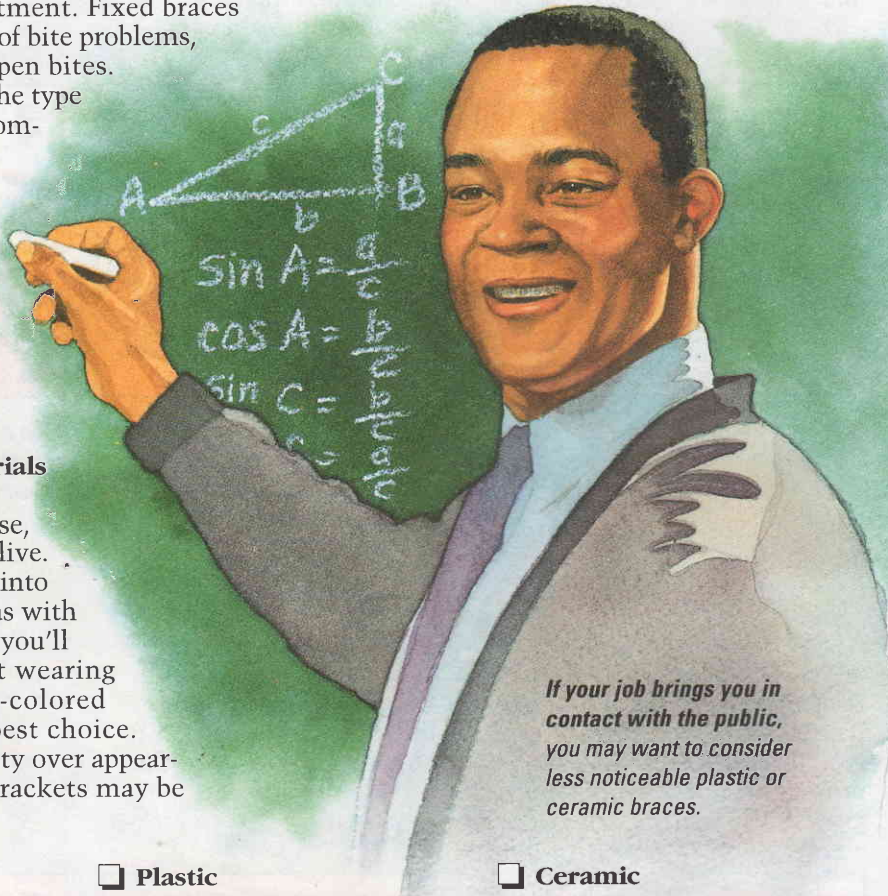 tment. Fixed braces
of bite problems,
pen bites.
he type
om-
C
c
a
A
B
b
sin A = a/c
cos A = b/c
sin C = b/c
c = a/c
rials
se,
live.
into
as with
you'll
t wearing
-colored
best choice.
ty over appear-
rackets may be
If your job brings you in
contact with the public,
you may want to consider
less noticeable plastic or
ceramic braces.
❏ Plastic
❏ Ceramic